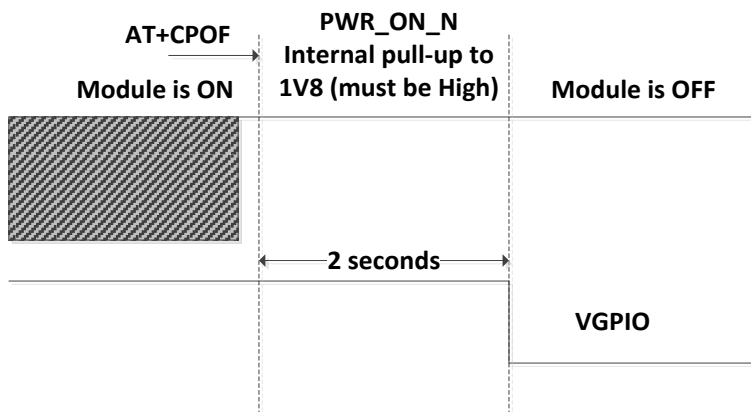 AT+CPOF
PWR_ON_N
Internal pull-up to
1V8 (must be High)
Module is ON
Module is OFF
2 seconds
VGPIO